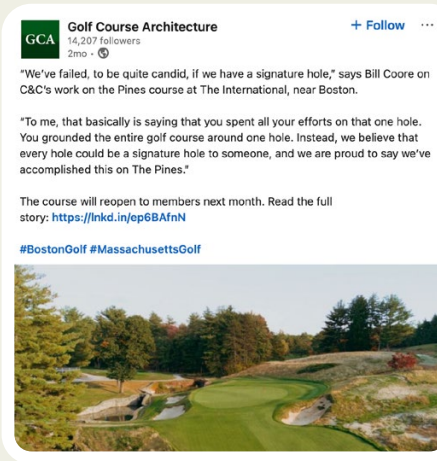 GCA
Golf Course Architecture
+ Follow ...
14,207 followers
2mo •
"We've failed, to be quite candid, if we have a signature hole," says Bill Coore on
C&C's work on the Pines course at The International, near Boston.
"To me, that basically is saying that you spent all your efforts on that one hole.
You grounded the entire golf course around one hole. Instead, we believe that
every hole could be a signature hole to someone, and we are proud to say we've
accomplished this on The Pines."
The course will reopen to members next month. Read the full
story: https://lnkd.in/ep6BAfnN
#BostonGolf #MassachusettsGolf